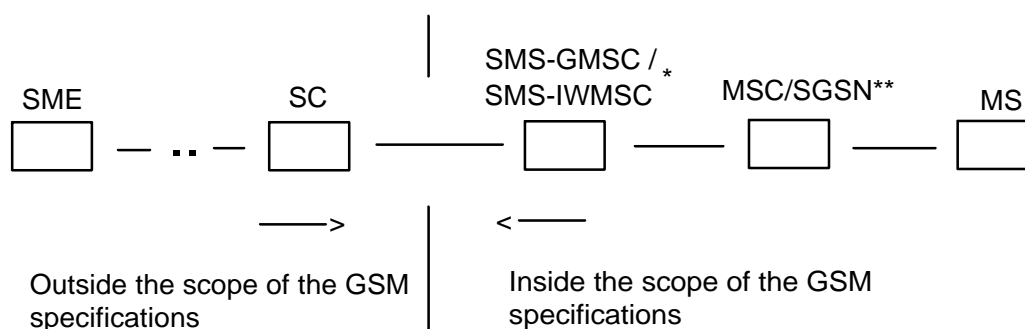 SMS-GMSC / *
SME
SC
SMS-IWMSC
MSC/SGSN**
MS
>
<
Outside the scope of the GSM
specifications
Inside the scope of the GSM
specifications